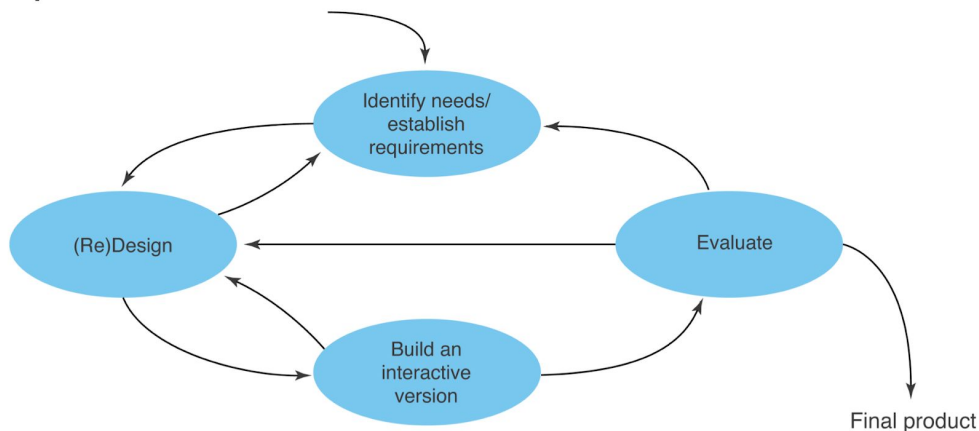 Identify needs/
establish
requirements
(Re)Design
Evaluate
Build an
interactive
version
Final product